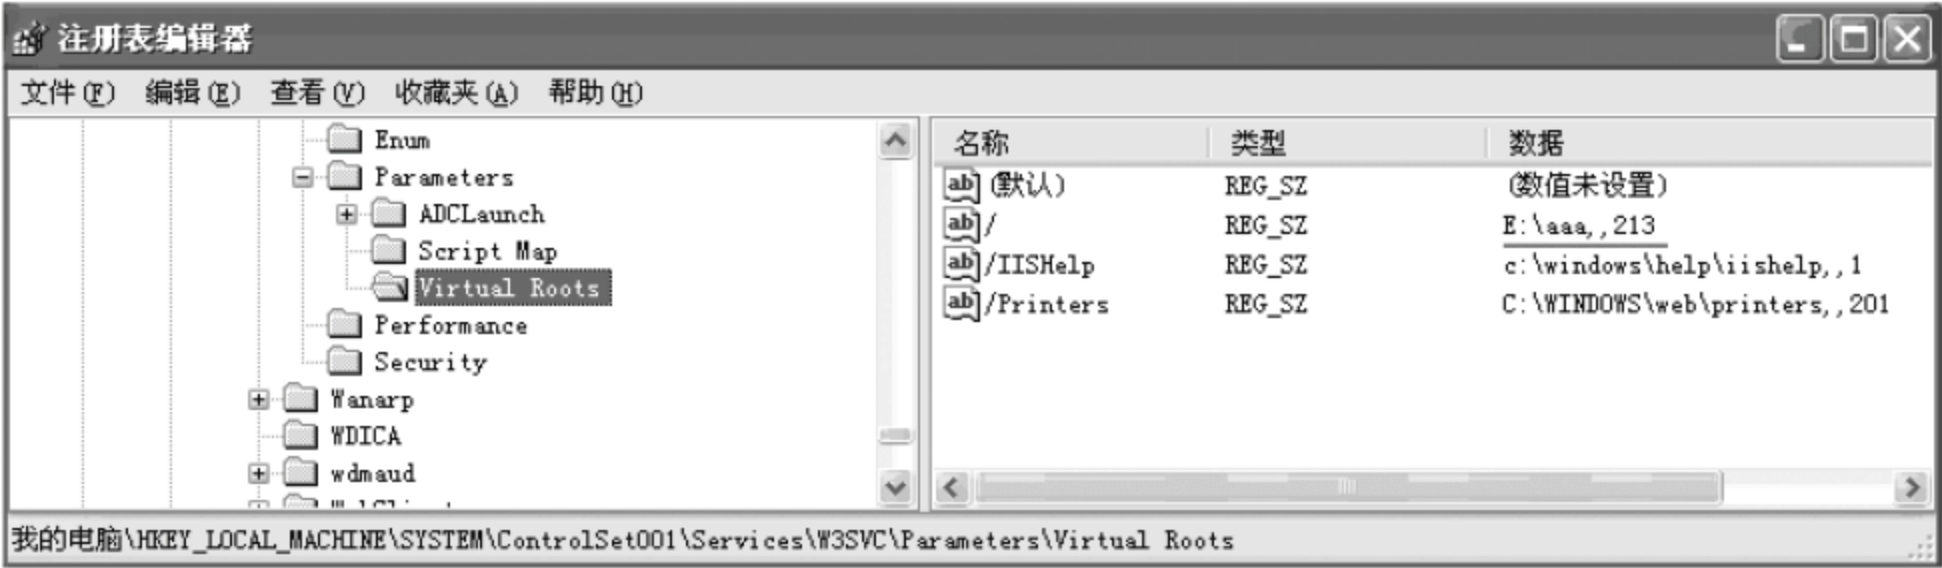 注册表编辑器
文件(F) 编辑(E) 查看(V) 收藏夹(A) 帮助(H)
Enum
Parameters
ADCLaunch
Script Map
Virtual Roots
Performance
Security
Wanarp
WDICA
wdmaud
名称 类型 数据
(默认) REG_SZ (数值未设置)
/ REG_SZ E:\aaa,,213
/IISHelp REG_SZ c:\windows\help\iishelp,,1
/Printers REG_SZ C:\WINDOWS\web\printers,,201
我的电脑\HKEY_LOCAL_MACHINE\SYSTEM\ControlSet001\Services\W3SVC\Parameters\Virtual Roots